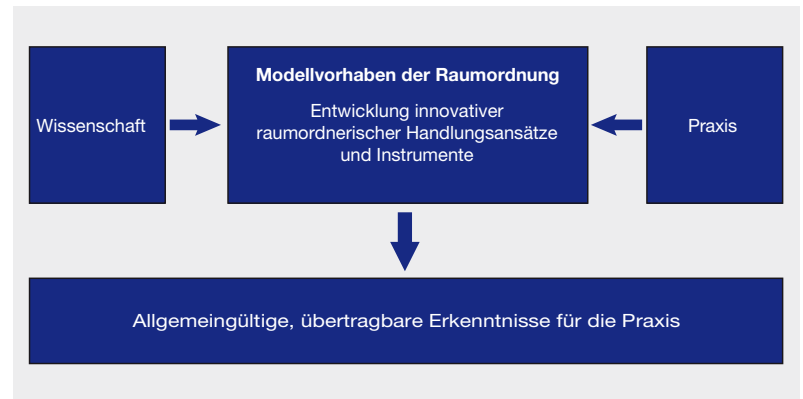 Wissenschaft
Modellvorhaben der Raumordnung
Entwicklung innovativer
raumordnerischer Handlungsansätze
und Instrumente
Praxis
Allgemeingültige, übertragbare Erkenntnisse für die Praxis